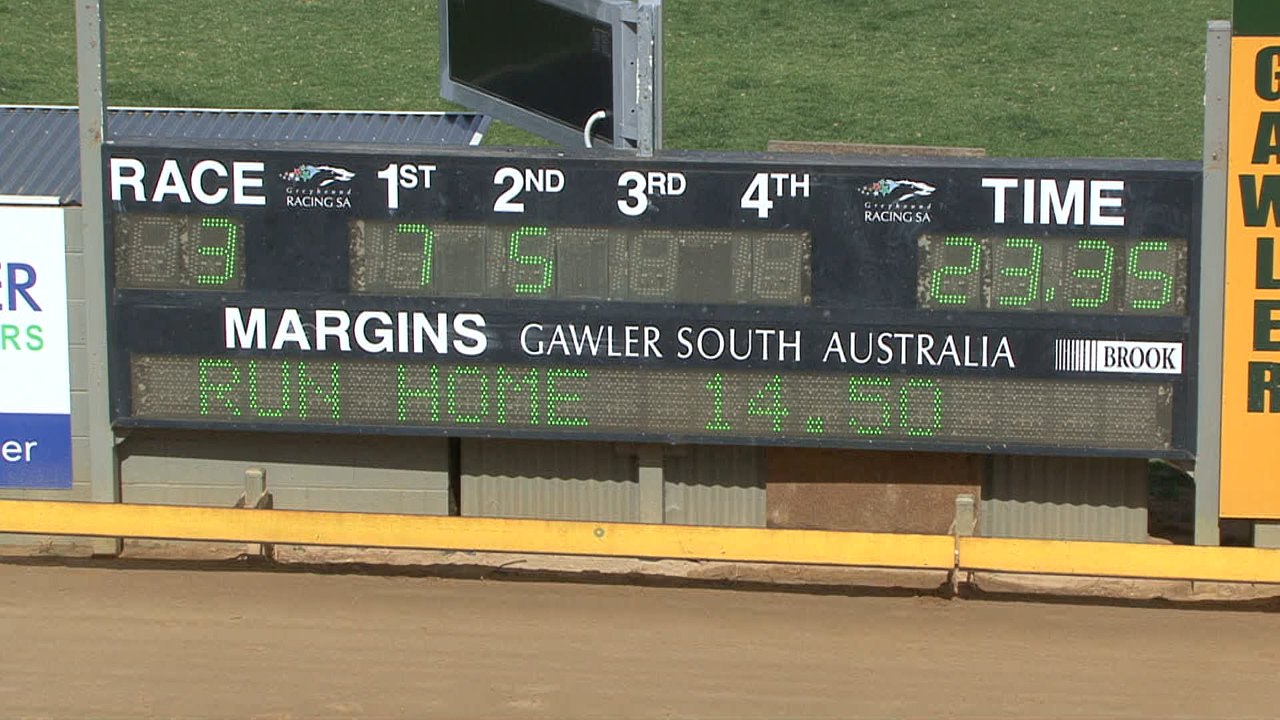 RACE Greyhound RACING SA 1ST 2ND 3RD 4TH Greyhound RACING SA TIME
3 7 5 23.35
MARGINS GAWLER SOUTH AUSTRALIA BROOK
RUN HOME 14.50
ER
RS
er
GAWLER